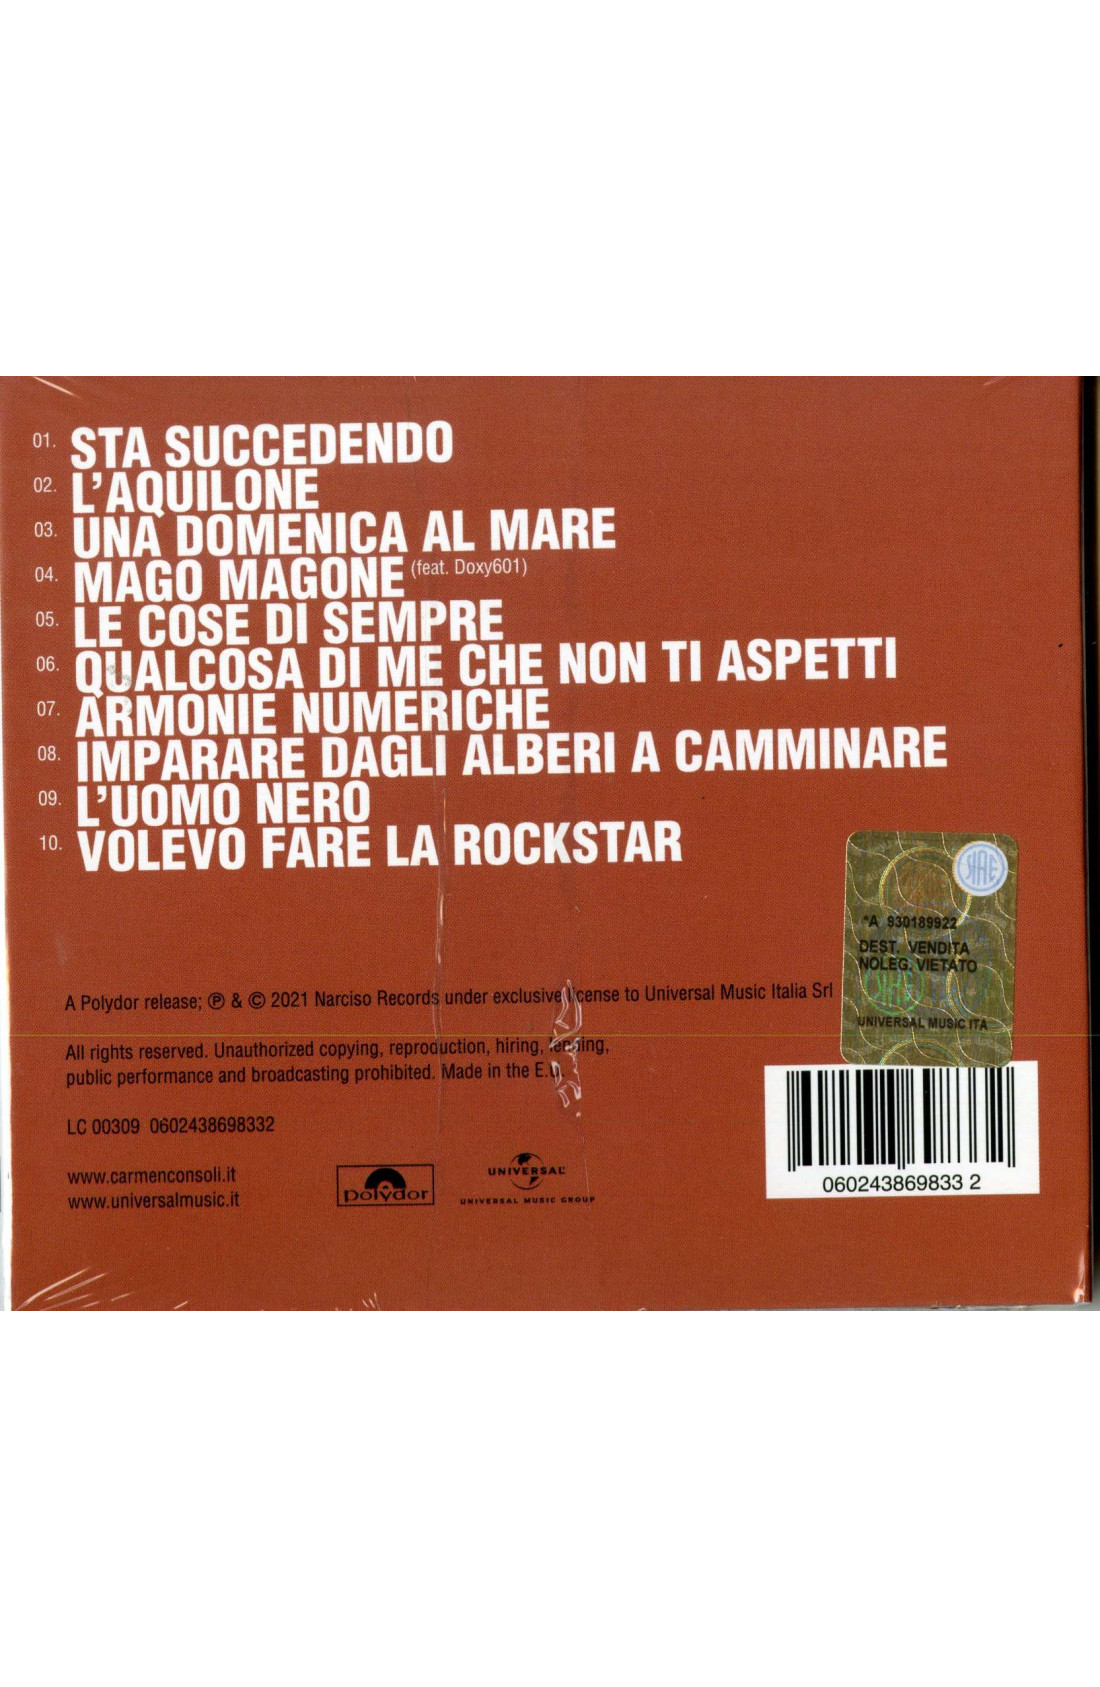 01. STA SUCCEDENDO
02. L'AQUILONE
03. UNA DOMENICA AL MARE
04. MAGO MAGONE (feat. Doxy601)
05. LE COSE DI SEMPRE
06. QUALCOSA DI ME CHE NON TI ASPETTI
07. ARMONIE NUMERICHE
08. IMPARARE DAGLI ALBERI A CAMMINARE
09. L'UOMO NERO
10. VOLEVO FARE LA ROCKSTAR
*A 930189922
DEST. VENDITA
NOLEG. VIETATO
UNIVERSAL MUSIC ITA
A Polydor release; ℗ & © 2021 Narciso Records under exclusive license to Universal Music Italia Srl
All rights reserved. Unauthorized copying, reproduction, hiring, lending,
public performance and broadcasting prohibited. Made in the E.U.
LC 00309 0602438698332
www.carmenconsoli.it
www.universalmusic.it
polydor
UNIVERSAL
UNIVERSAL MUSIC GROUP
060243869833 2